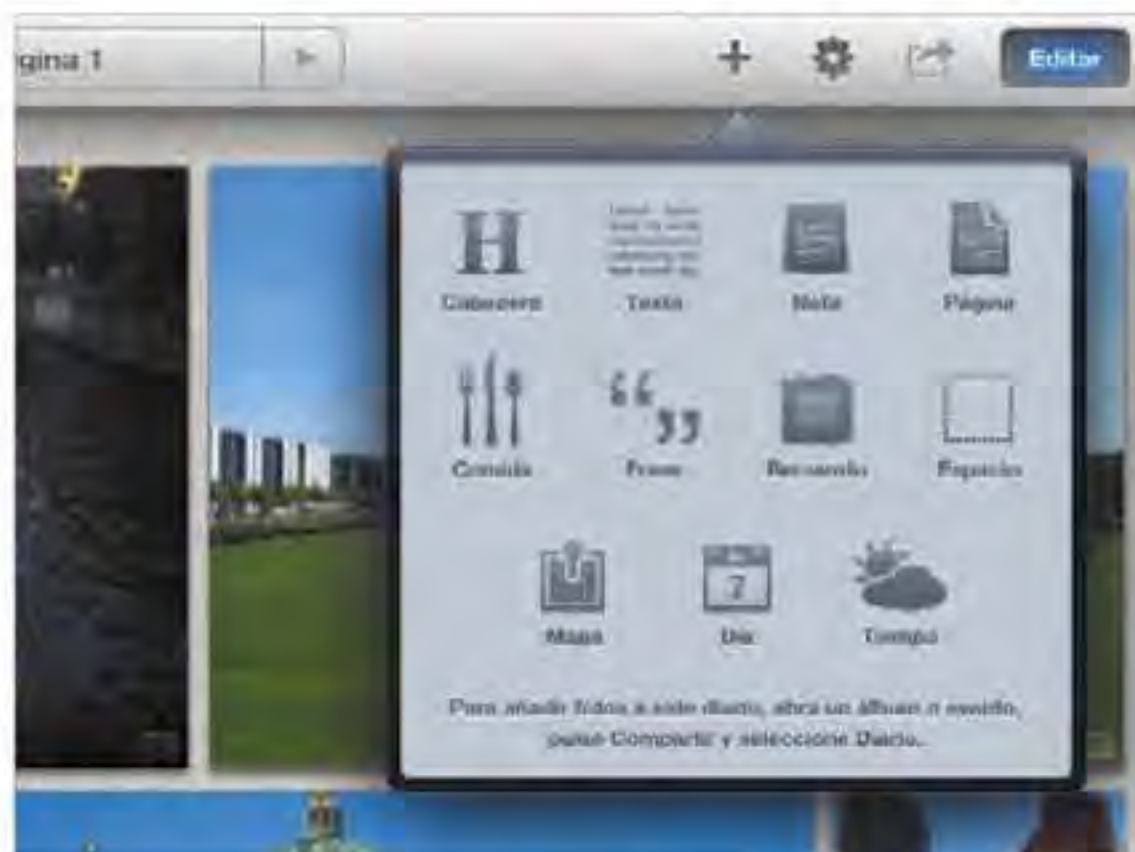 gina 1
Editar
Cabecera Texto Nota Página
Comida Frase Recuerdo Espacio
7
Mapa Día Tiempo
Para añadir fotos a este diario, abra un álbum o evento,
pulse Compartir y seleccione Diario.